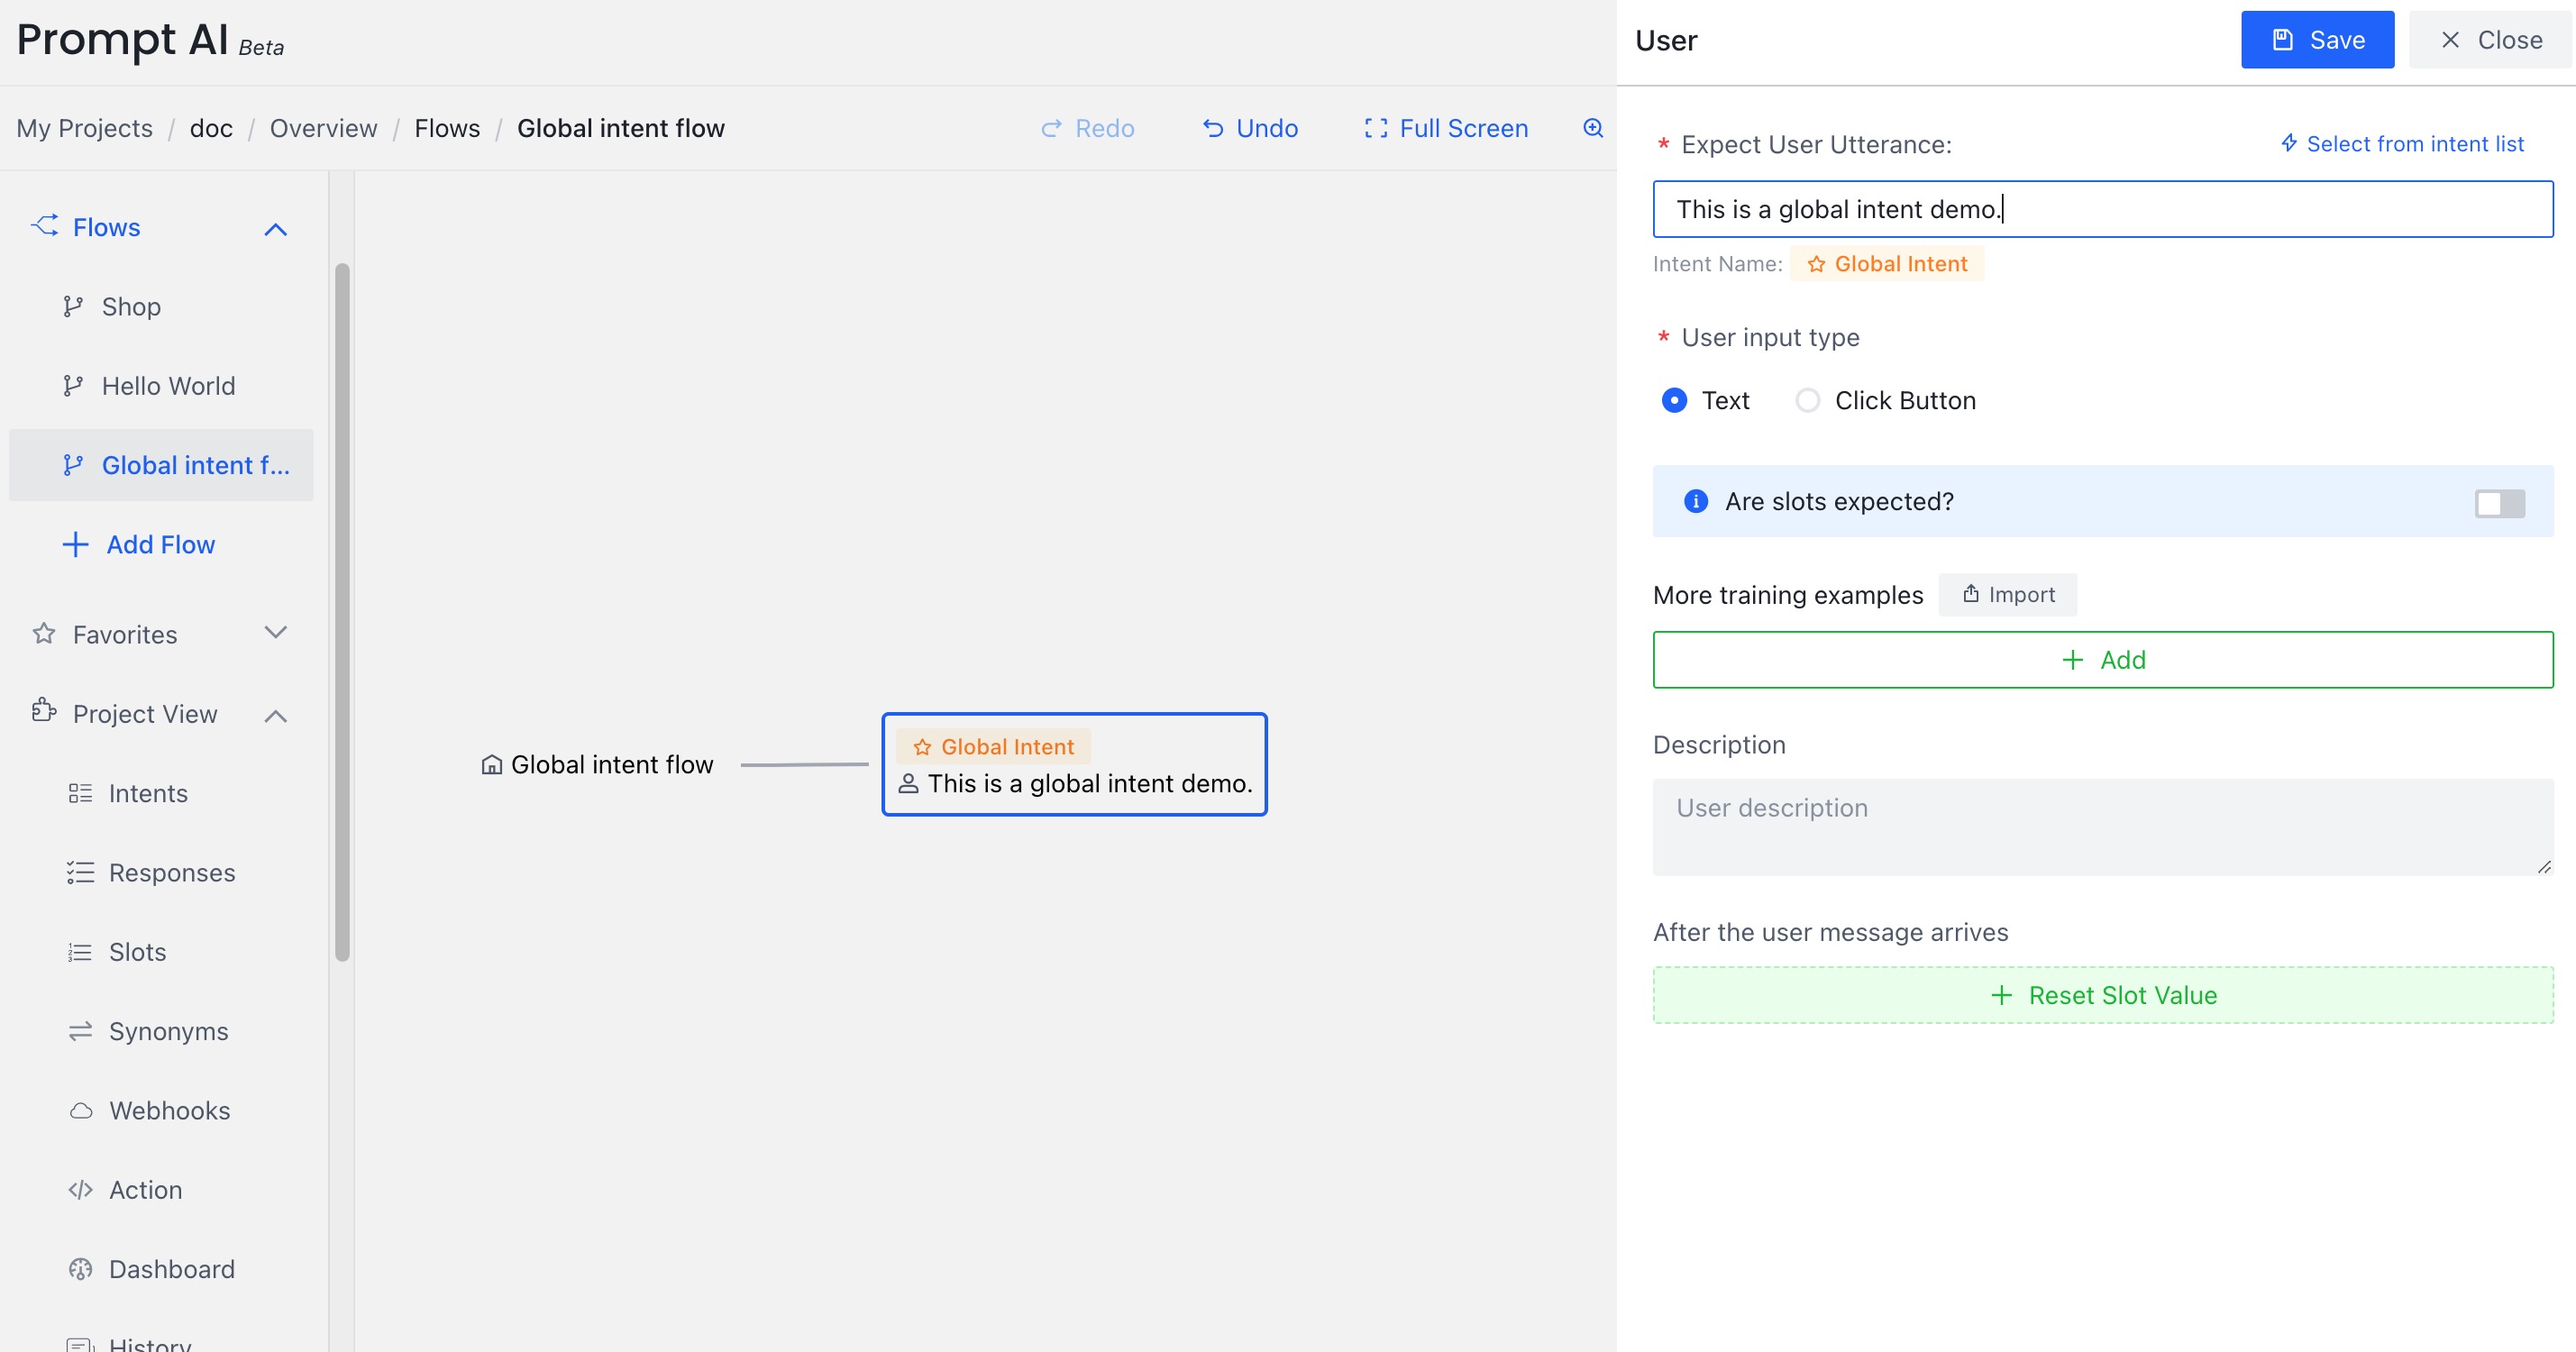 Prompt AI Beta
User
Save
Close
My Projects / doc / Overview / Flows / Global intent flow
Redo
Undo
Full Screen
Flows
Shop
Hello World
Global intent f...
Add Flow
Favorites
Project View
Intents
Responses
Slots
Synonyms
Webhooks
Action
Dashboard
History
Global intent flow
Global Intent
This is a global intent demo.
* Expect User Utterance:
Select from intent list
This is a global intent demo.
Intent Name: Global Intent
* User input type
Text
Click Button
Are slots expected?
More training examples
Import
+ Add
Description
User description
After the user message arrives
+ Reset Slot Value